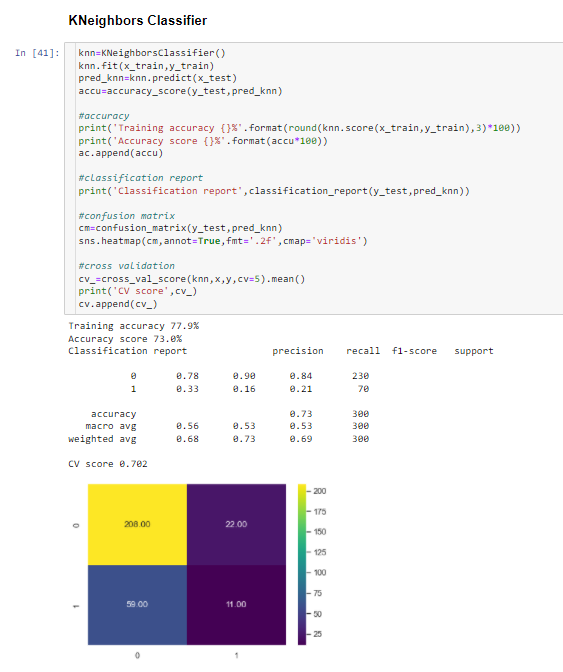 KNeighbors Classifier
In [41]: knn=KNeighborsClassifier()
knn.fit(x_train,y_train)
pred_knn=knn.predict(x_test)
accu=accuracy_score(y_test,pred_knn)
#accuracy
print('Training accuracy {}%'.format(round(knn.score(x_train,y_train),3)*100))
print('Accuracy score {}%'.format(accu*100))
ac.append(accu)
#classification report
print('Classification report',classification_report(y_test,pred_knn))
#confusion matrix
cm=confusion_matrix(y_test,pred_knn)
sns.heatmap(cm,annot=True,fmt='.2f',cmap='viridis')
#cross validation
cv_=cross_val_score(knn,x,y,cv=5).mean()
print('CV score',cv_)
cv.append(cv_)
Training accuracy 77.9%
Accuracy score 73.0%
Classification report precision recall f1-score support
0 0.78 0.90 0.84 230
1 0.33 0.16 0.21 70
accuracy 0.73 300
macro avg 0.56 0.53 0.53 300
weighted avg 0.68 0.73 0.69 300
CV score 0.702
200
0 208.00 22.00
175
150
125
100
75
1 59.00 11.00
50
25
0 1